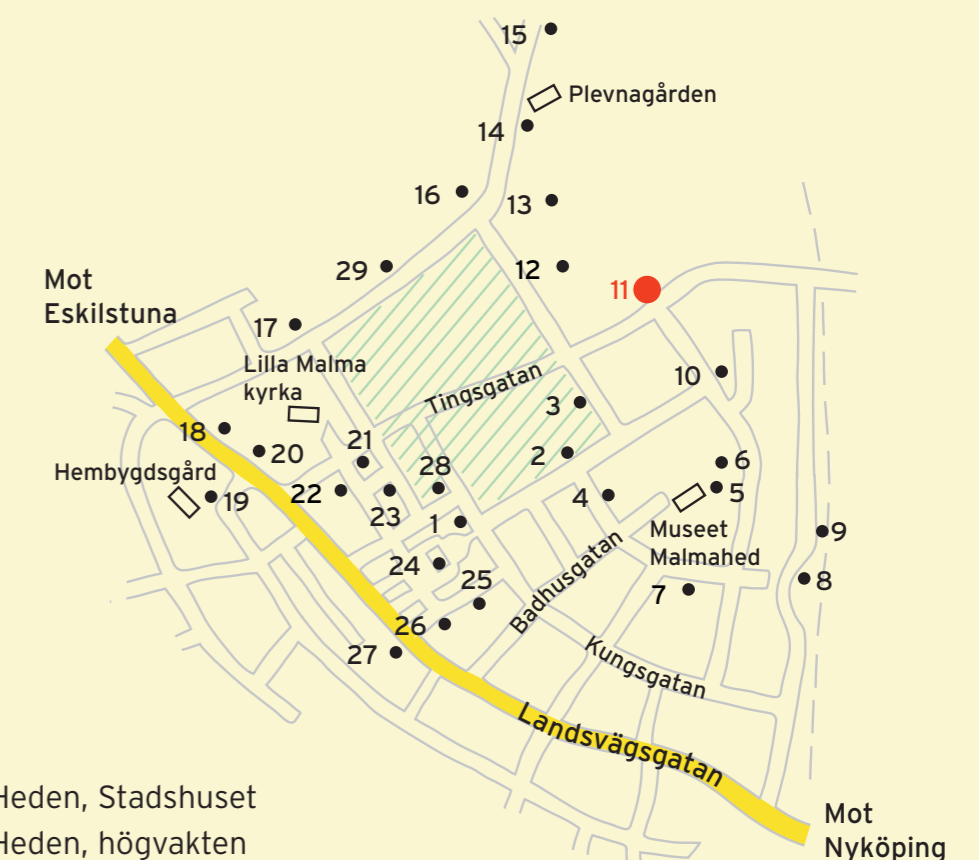 15
Plevnagården
14
16
13
29
12
11
Mot
Eskilstuna
17
Lilla Malma
kyrka
10
Tingsgatan
3
18
20
21
2
6
Hembygdsgård
28
19
22
23
4
5
1
Museet
Malmahed
9
24
25
Badhusgatan
7
8
26
27
Kungsgatan
Landsvägsgatan
Heden, Stadshuset
Mot
Nyköping
Heden, högvakten